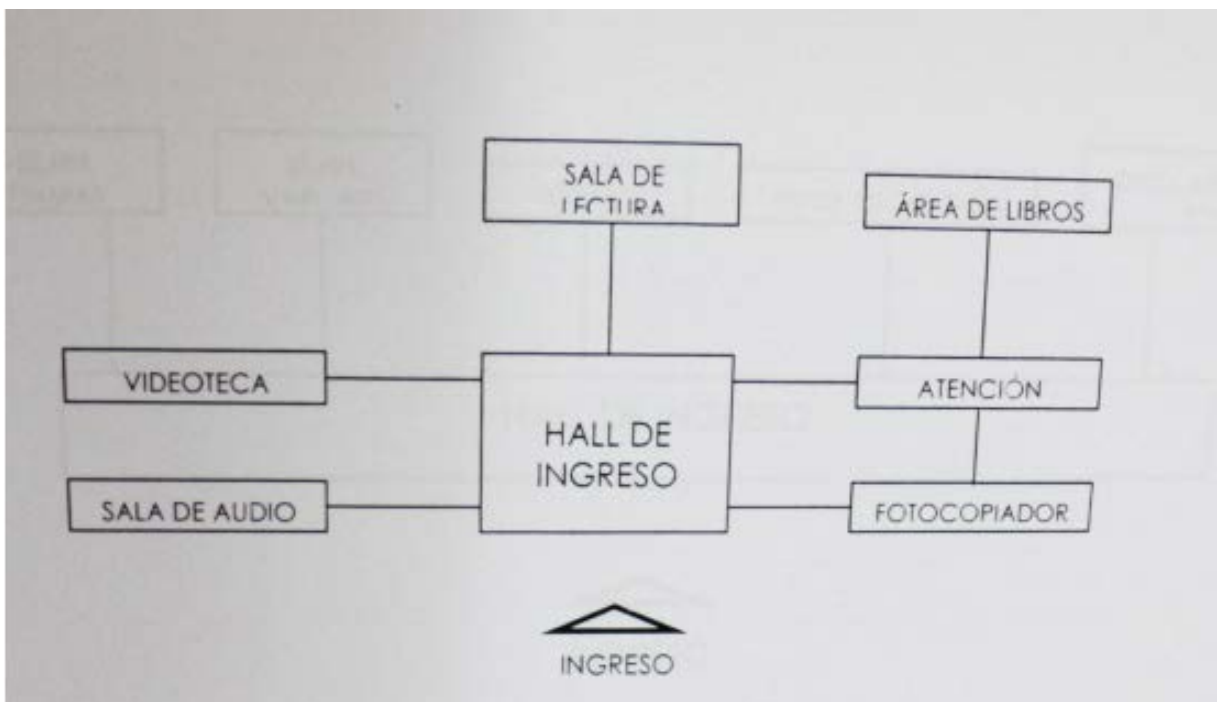 SALA DE
LECTURA
ÁREA DE LIBROS
VIDEOTECA
ATENCIÓN
HALL DE
INGRESO
SALA DE AUDIO
FOTOCOPIADOR
INGRESO